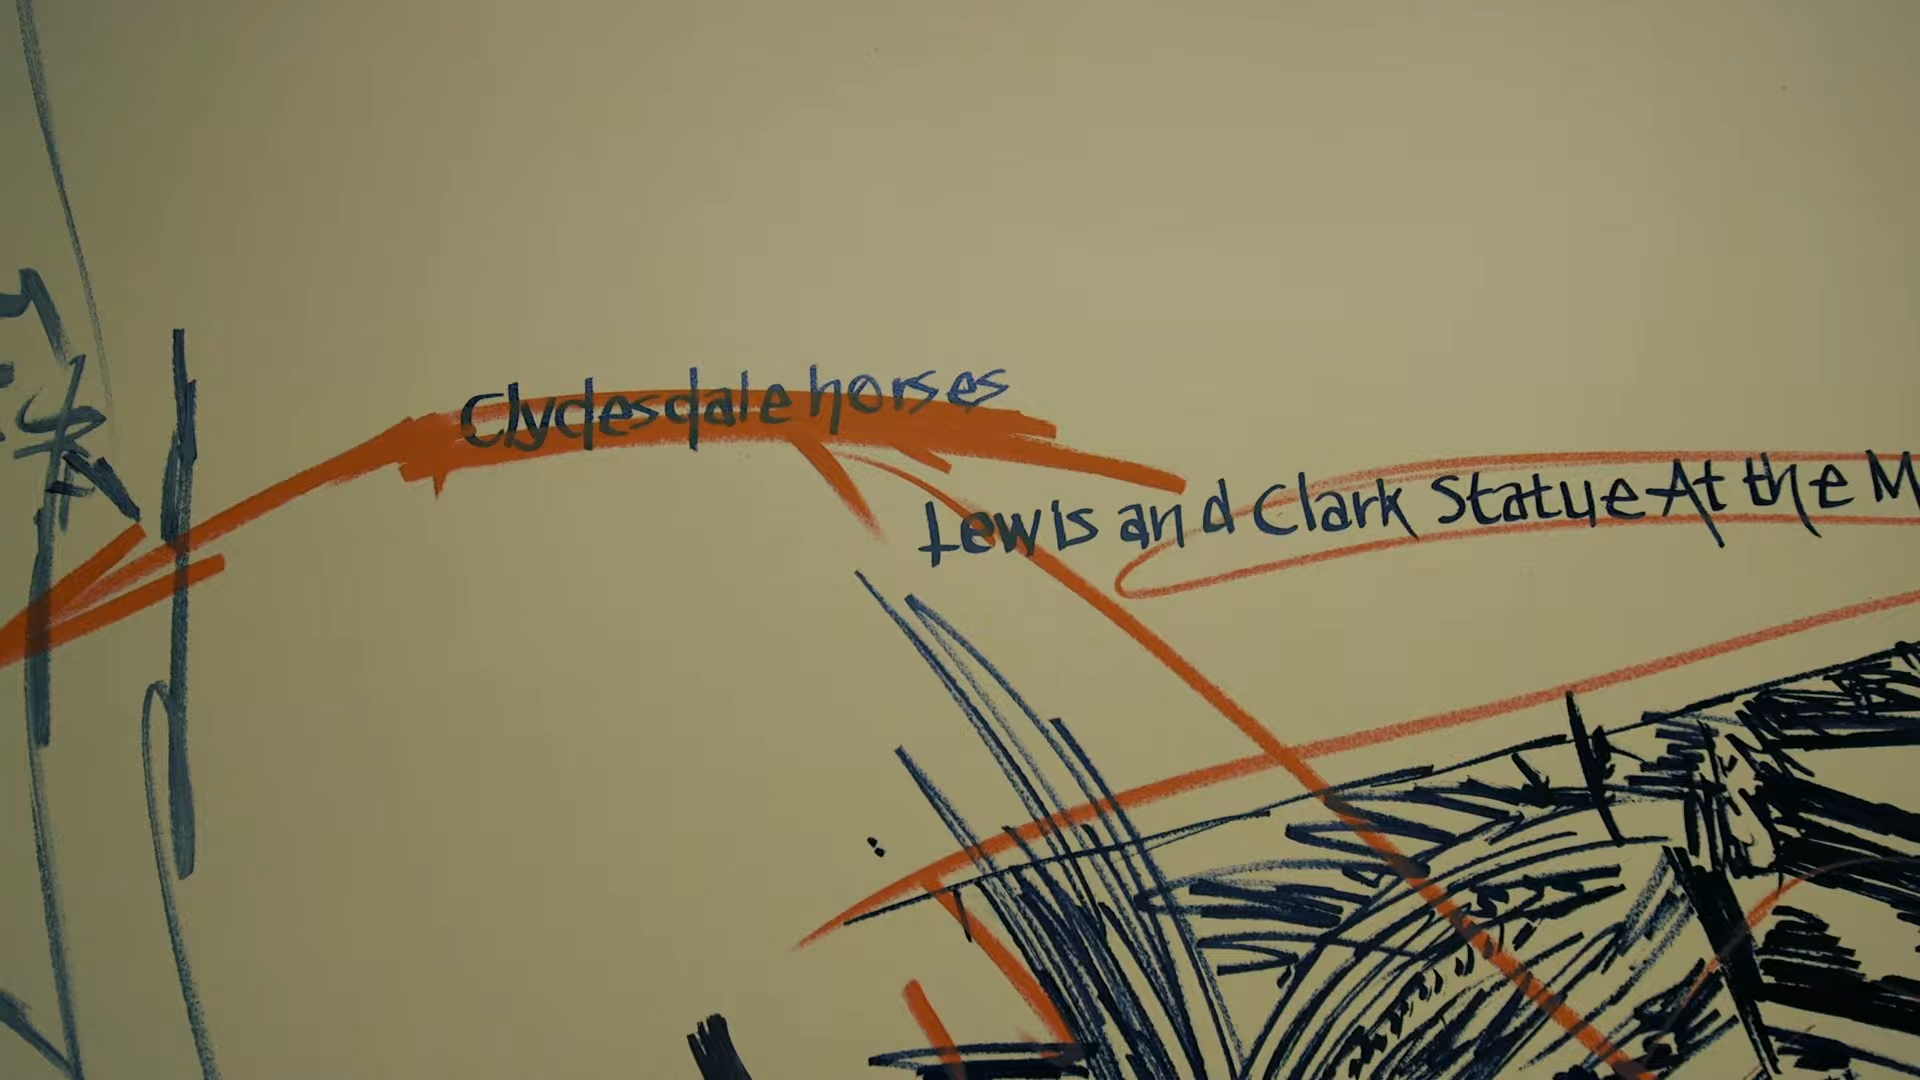 Clydesdale horses
Lewis and Clark Statue At the M